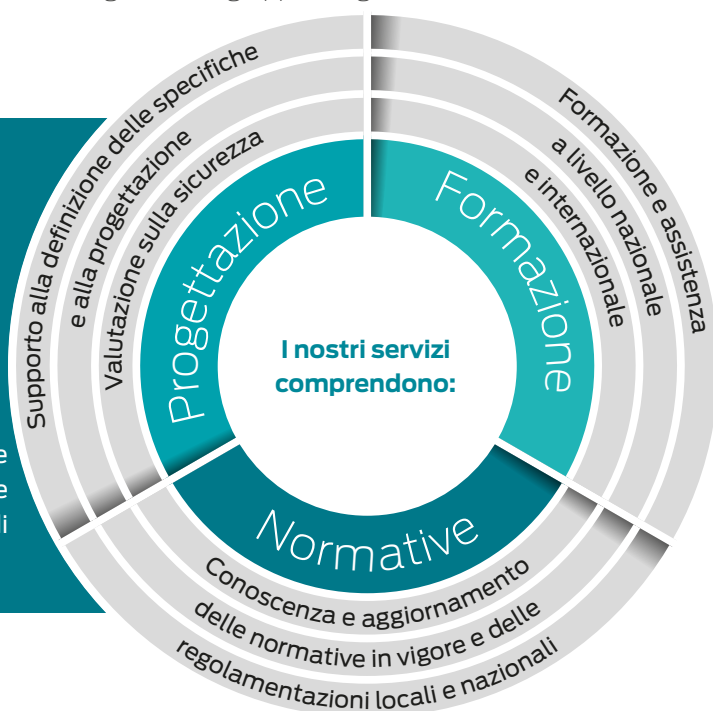 I nostri servizi
comprendono:
Progettazione
Supporto alla definizione delle specifiche
e alla progettazione
Valutazione sulla sicurezza
Formazione
Formazione e assistenza
a livello nazionale
e internazionale
Normative
Conoscenza e aggiornamento
delle normative in vigore e delle
regolamentazioni locali e nazionali